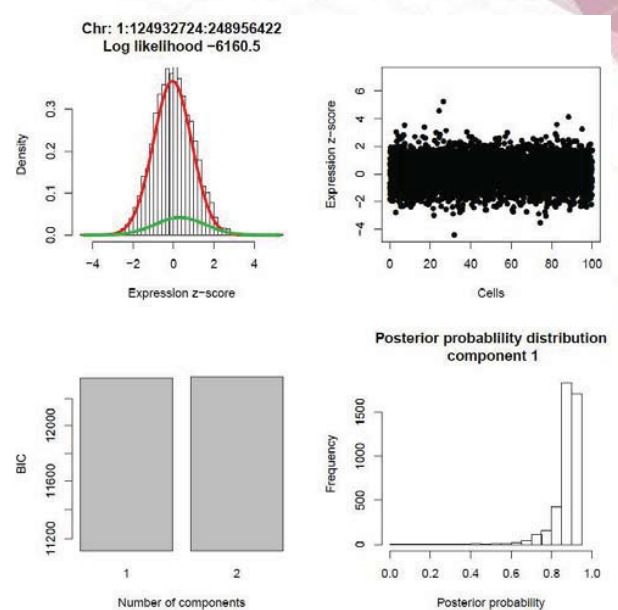 Chr: 1:124932724:248956422
Log likelihood −6160.5
Density
0.0
0.1
0.2
0.3
−4 −2 0 2 4
Expression z−score
Expression z−score
−4
−2
0
2
4
6
0 20 40 60 80 100
Cells
BIC
11200
11600
12000
1 2
Number of components
Posterior probablility distribution
component 1
Frequency
0
500
1000
1500
0.0 0.2 0.4 0.6 0.8 1.0
Posterior probability